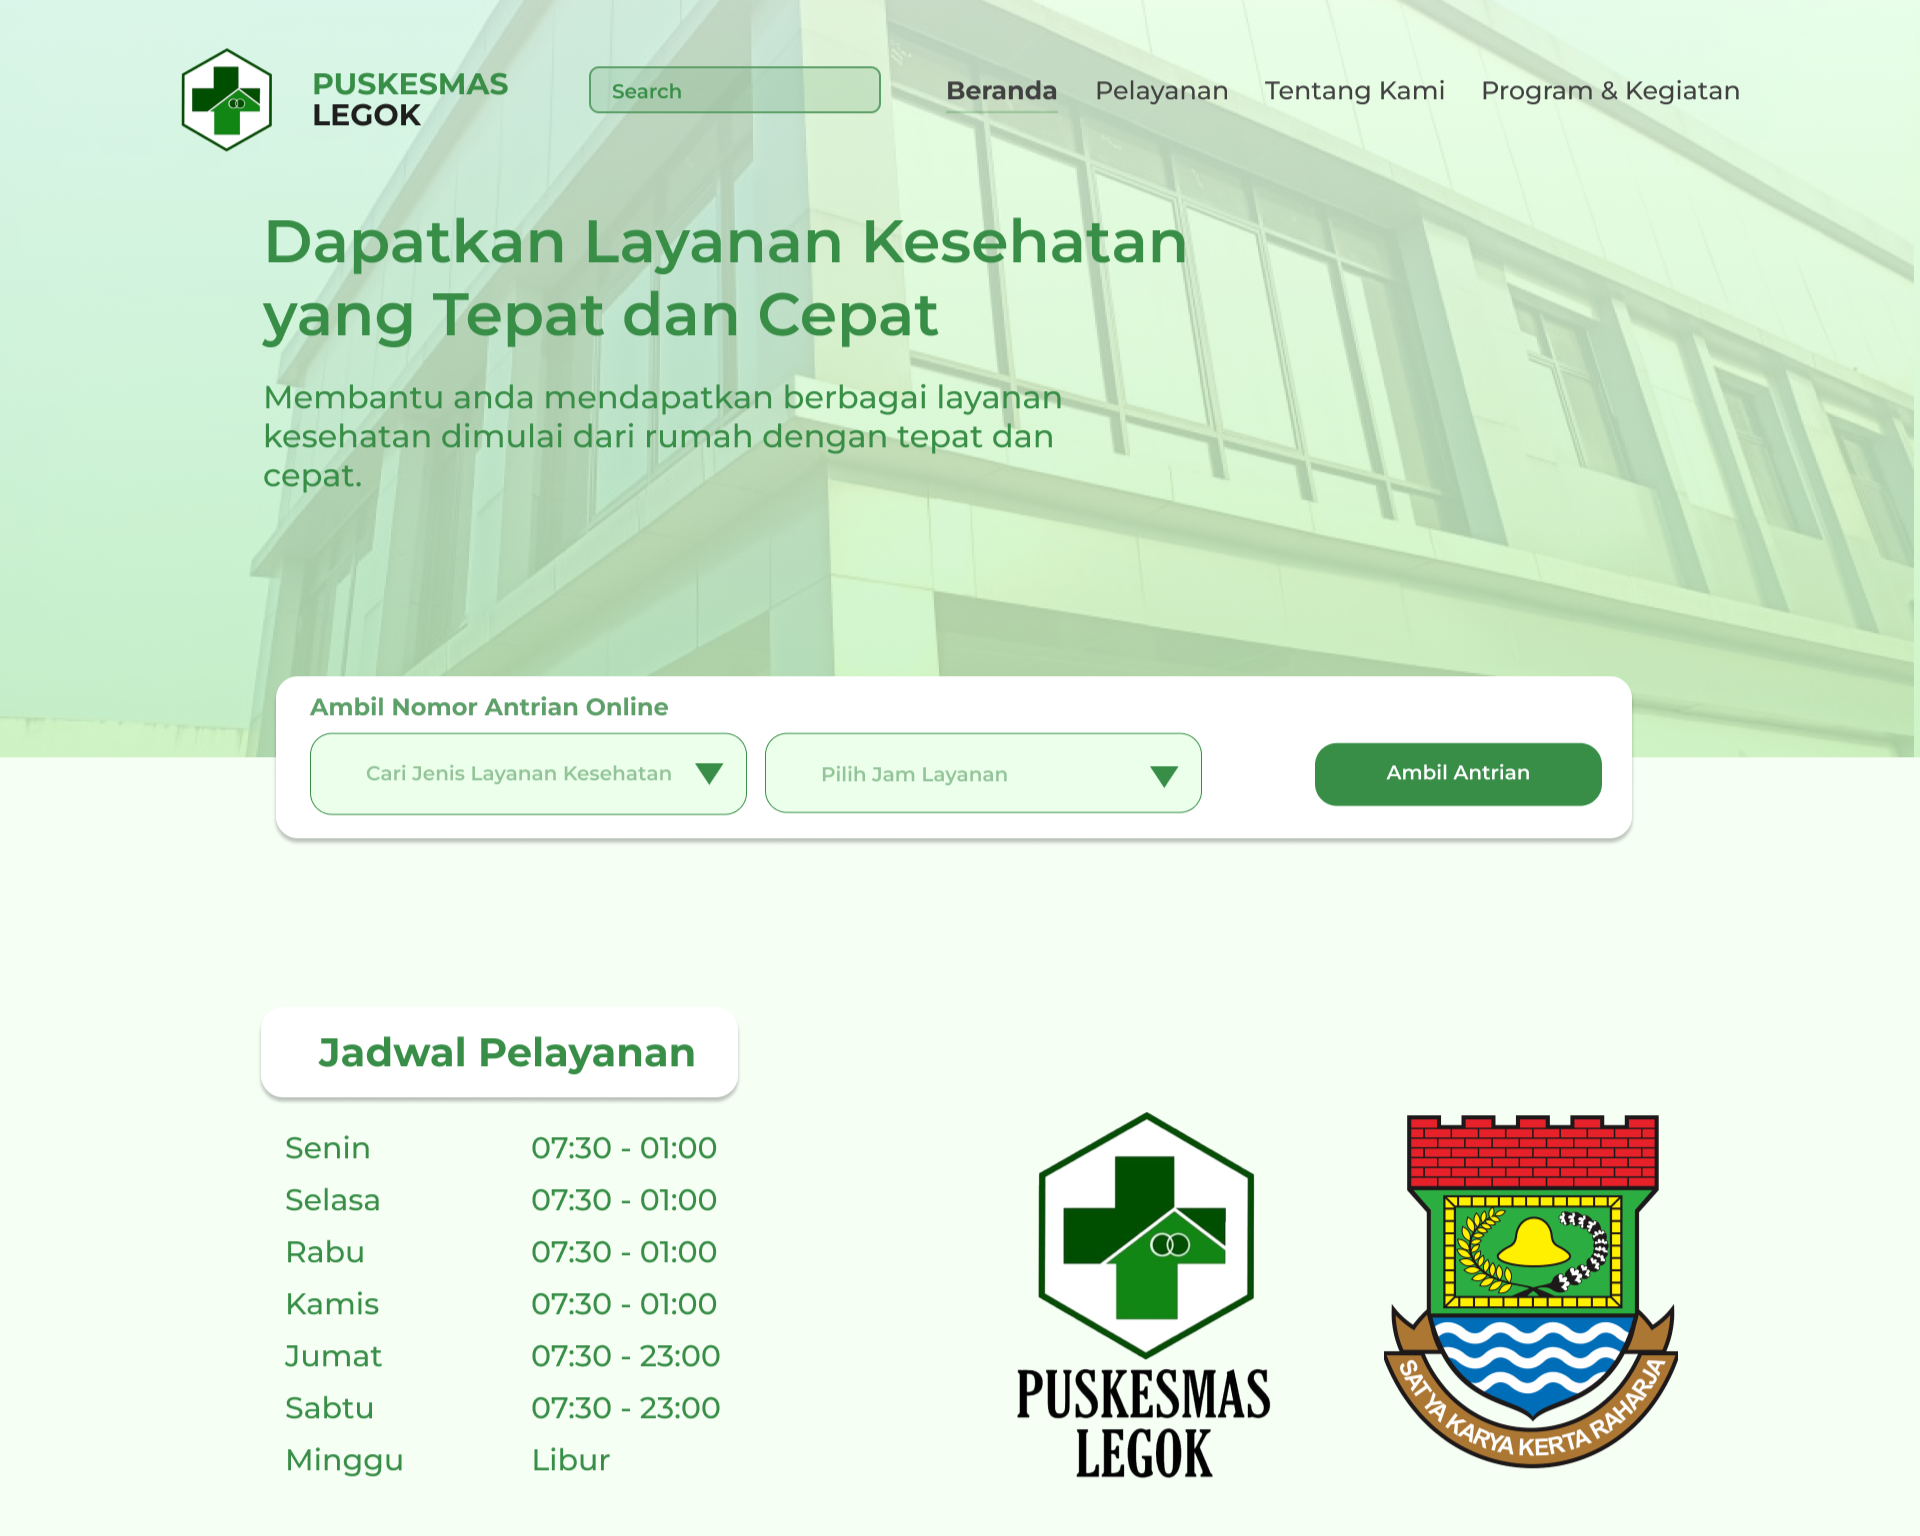 PUSKESMAS
LEGOK
Search
Beranda
Pelayanan
Tentang Kami
Program & Kegiatan
Dapatkan Layanan Kesehatan
yang Tepat dan Cepat
Membantu anda mendapatkan berbagai layanan
kesehatan dimulai dari rumah dengan tepat dan
cepat.
Ambil Nomor Antrian Online
Cari Jenis Layanan Kesehatan
Pilih Jam Layanan
Ambil Antrian
Jadwal Pelayanan
Senin 07:30 - 01:00
Selasa 07:30 - 01:00
Rabu 07:30 - 01:00
Kamis 07:30 - 01:00
Jumat 07:30 - 23:00
Sabtu 07:30 - 23:00
Minggu Libur
PUSKESMAS
LEGOK
SATYA KARYA KERTA RAHARJA